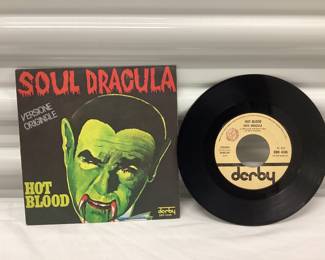 SOUL DRACULA
VERSIONE
ORIGINALE
HOT
BLOOD
derby
HOT BLOOD
SOUL DRACULA
derby